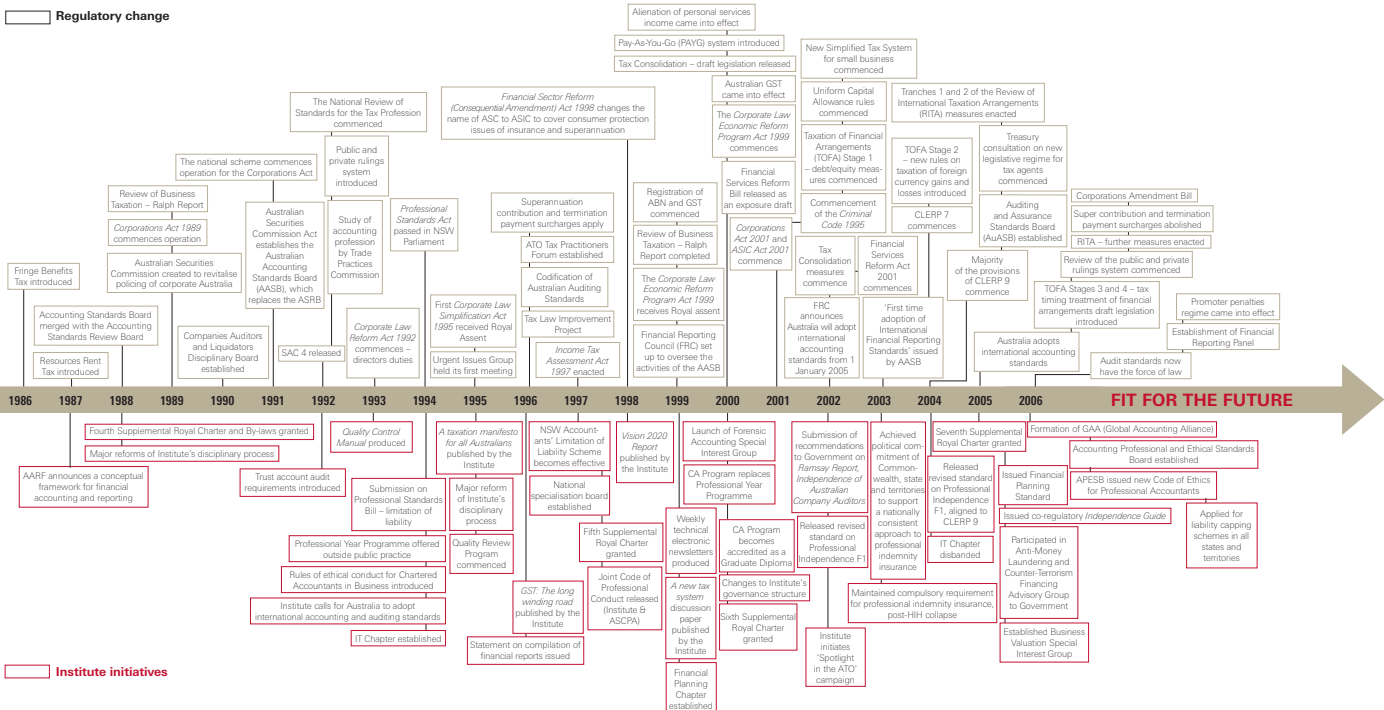 Regulatory change
Alienation of personal services
income came into effect
Pay-As-You-Go (PAYG) system introduced
Tax Consolidation – draft legislation released
New Simplified Tax System
for small business
commenced
Australian GST
came into effect
Uniform Capital
Allowance rules
commenced
Tranches 1 and 2 of the Review of
International Taxation Arrangements
(RITA) measures enacted
The National Review of
Standards for the Tax Profession
commenced
Financial Sector Reform
(Consequential Amendment) Act 1998 changes the
name of ASC to ASIC to cover consumer protection
issues of insurance and superannuation
The Corporate Law
Economic Reform
Program Act 1999
commences
Taxation of Financial
Arrangements
(TOFA) Stage 1
– debt/equity meas-
ures commenced
TOFA Stage 2
– new rules on
taxation of foreign
currency gains and
losses introduced
Treasury
consultation on new
legislative regime for
tax agents
commenced
The national scheme commences
operation for the Corporations Act
Public and
private rulings
system
introduced
Financial
Services Reform
Bill released as
an exposure draft
Review of Business
Taxation – Ralph Report
Corporations Act 1989
commences operation
Australian
Securities
Commission Act
establishes the
Australian
Accounting
Standards Board
(AASB), which
replaces the ASRB
Study of
accounting
profession
by Trade
Practices
Commission
Professional
Standards Act
passed in NSW
Parliament
Superannuation
contribution and termination
payment surcharges apply
Registration of
ABN and GST
commenced
Commencement
of the Criminal
Code 1995
CLERP 7
commences
Auditing
and Assurance
Standards Board
(AuASB) established
Corporations Amendment Bill
Super contribution and termination
payment surcharges abolished
RITA – further measures enacted
Review of the public and private
rulings system commenced
Fringe Benefits
Tax introduced
Australian Securities
Commission created to revitalise
policing of corporate Australia
ATO Tax Practitioners
Forum established
Review of Business
Taxation – Ralph
Report completed
Corporations
Act 2001 and
ASIC Act 2001
commence
Tax
Consolidation
measures
commence
Financial
Services
Reform Act
2001
commences
Majority
of the provisions
of CLERP 9
commence
TOFA Stages 3 and 4 – tax
timing treatment of financial
arrangements draft legislation
introduced
Codification of
Australian Auditing
Standards
The Corporate Law
Economic Reform
Program Act 1999
receives Royal assent
Accounting Standards Board
merged with the Accounting
Standards Review Board
First Corporate Law
Simplification Act
1995 received Royal
Assent
FRC
announces
Australia will adopt
international
accounting
standards from 1
January 2005
'First time
adoption of
International
Financial Reporting
Standards' issued
by AASB
Promoter penalties
regime came into effect
Companies Auditors
and Liquidators
Disciplinary Board
established
Corporate Law
Reform Act 1992
commences –
directors duties
Tax Law Improvement
Project
Financial Reporting
Council (FRC) set
up to oversee the
activities of the AASB
Australia adopts
international accounting
standards
Establishment of Financial
Reporting Panel
Resources Rent
Tax introduced
SAC 4 released
Urgent Issues Group
held its first meeting
Income Tax
Assessment Act
1997 enacted
Audit standards now
have the force of law
1986 1987 1988 1989 1990 1991 1992 1993 1994 1995 1996 1997 1998 1999 2000 2001 2002 2003 2004 2005 2006 FIT FOR THE FUTURE
Fourth Supplemental Royal Charter and By-laws granted
Major reforms of Institute's disciplinary process
AARF announces a conceptual
framework for financial
accounting and reporting
Trust account audit
requirements introduced
Quality Control
Manual produced
Submission on
Professional Standards
Bill – limitation of
liability
Professional Year Programme offered
outside public practice
Rules of ethical conduct for Chartered
Accountants in Business introduced
Institute calls for Australia to adopt
international accounting and auditing standards
IT Chapter established
A taxation manifesto
for all Australians
published by the
Institute
Major reform
of Institute's
disciplinary
process
Quality Review
Program
commenced
NSW Account-
ants' Limitation of
Liability Scheme
becomes effective
National
specialisation board
established
GST: The long
winding road
published by the
Institute
Statement on compilation of
financial reports issued
Fifth Supplemental
Royal Charter
granted
Joint Code of
Professional
Conduct released
(Institute &
ASCPA)
Vision 2020
Report
published by
the Institute
Weekly
technical
electronic
newsletters
produced
A new tax
system
discussion
paper
published
by the
Institute
Financial
Planning
Chapter
established
Launch of Forensic
Accounting Special
Interest Group
CA Program replaces
Professional Year
Programme
CA Program
becomes
accredited as a
Graduate Diploma
Changes to Institute's
governance structure
Sixth Supplemental
Royal Charter
granted
Submission of
recommendations
to Government on
Ramsay Report,
Independence of
Australian
Company Auditors
Released revised
standard on
Professional
Independence F1
Institute
initiates
'Spotlight
in the ATO'
campaign
Achieved
political com-
mitment of
Common-
wealth, state
and territories
to support
a nationally
consistent
approach to
professional
indemnity
insurance
Maintained compulsory requirement
for professional indemnity insurance,
post-HIH collapse
Seventh Supplemental
Royal Charter granted
Released
revised standard
on Professional
Independence
F1, aligned to
CLERP 9
IT Chapter
disbanded
Formation of GAA (Global Accounting Alliance)
Accounting Professional and Ethical Standards
Board established
Issued Financial
Planning
Standard
APESB issued new Code of Ethics
for Professional Accountants
Issued co-regulatory Independence Guide
Applied for
liability capping
schemes in all
states and
territories
Participated in
Anti-Money
Laundering and
Counter-Terrorism
Financing
Advisory Group
to Government
Established Business
Valuation Special
Interest Group
Institute initiatives